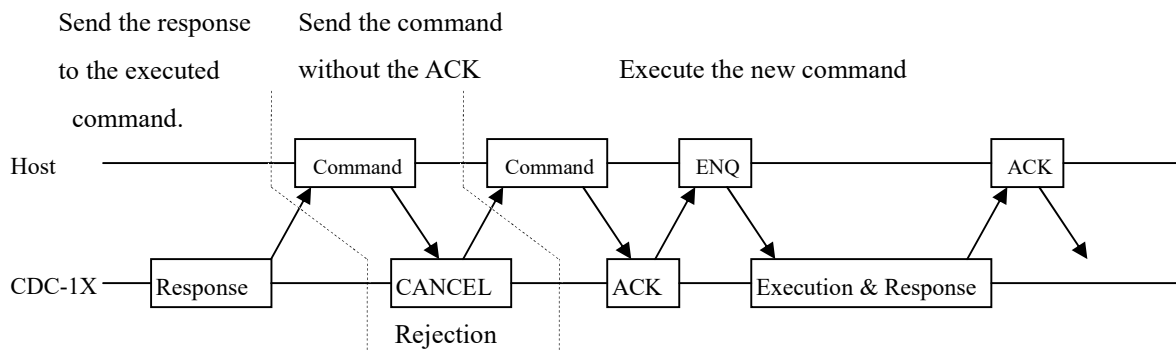 Send the response
to the executed
command.
Send the command
without the ACK
Execute the new command
Host
Command
Command
ENQ
ACK
CDC-1X
Response
CANCEL
ACK
Execution & Response
Rejection